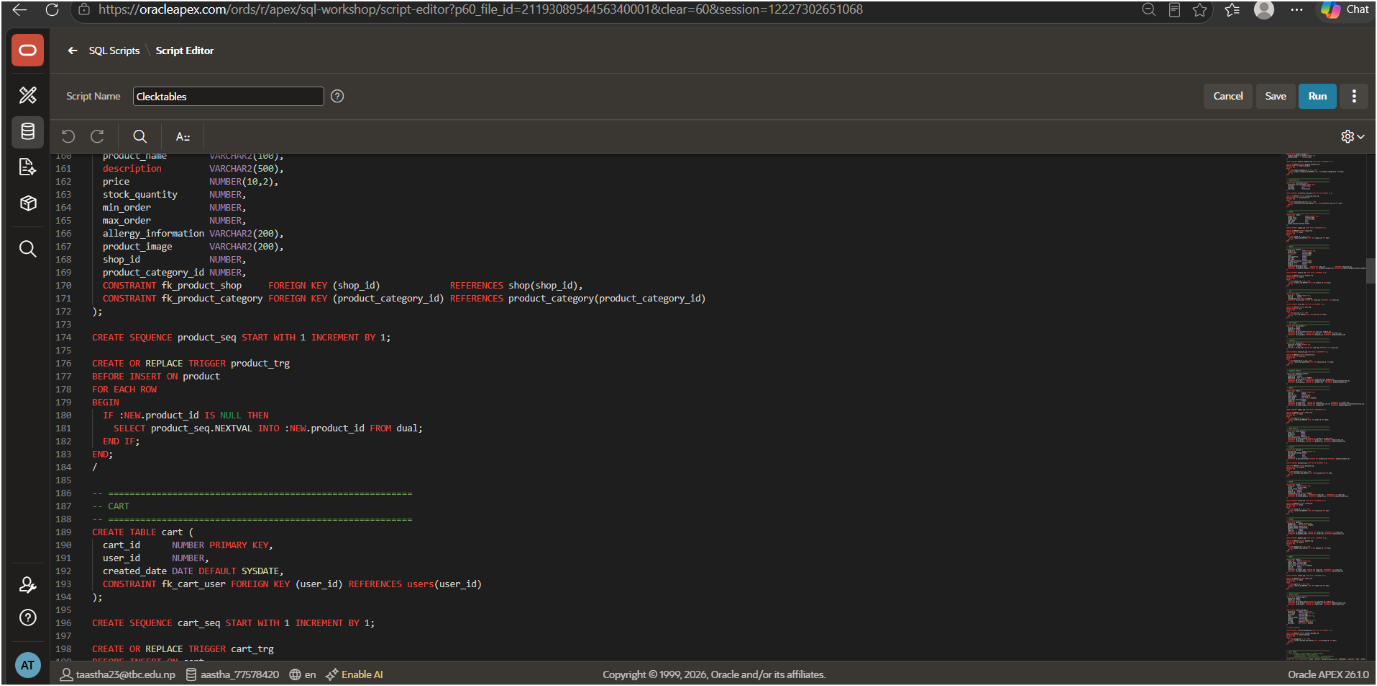 https://oracleapex.com/ords/r/apex/sql-workshop/script-editor?p60_file_id=21193089544563400001&clear=60&session=12227302651068
Chat
SQL Scripts \ Script Editor
Script Name Clecktables
Cancel Save Run
160 product_name VARCHAR2(100),
161 description VARCHAR2(500),
162 price NUMBER(10,2),
163 stock_quantity NUMBER,
164 min_order NUMBER,
165 max_order NUMBER,
166 allergy_information VARCHAR2(200),
167 product_image VARCHAR2(200),
168 shop_id NUMBER,
169 product_category_id NUMBER,
170 CONSTRAINT fk_product_shop FOREIGN KEY (shop_id) REFERENCES shop(shop_id),
171 CONSTRAINT fk_product_category FOREIGN KEY (product_category_id) REFERENCES product_category(product_category_id)
172 );
173
174 CREATE SEQUENCE product_seq START WITH 1 INCREMENT BY 1;
175
176 CREATE OR REPLACE TRIGGER product_trg
177 BEFORE INSERT ON product
178 FOR EACH ROW
179 BEGIN
180 IF :NEW.product_id IS NULL THEN
181 SELECT product_seq.NEXTVAL INTO :NEW.product_id FROM dual;
182 END IF;
183 END;
184 /
185
186 -- =========================================================
187 -- CART
188 -- =========================================================
189 CREATE TABLE cart (
190 cart_id NUMBER PRIMARY KEY,
191 user_id NUMBER,
192 created_date DATE DEFAULT SYSDATE,
193 CONSTRAINT fk_cart_user FOREIGN KEY (user_id) REFERENCES users(user_id)
194 );
195
196 CREATE SEQUENCE cart_seq START WITH 1 INCREMENT BY 1;
197
198 CREATE OR REPLACE TRIGGER cart_trg
199 BEFORE INSERT ON cart
AT
taastha23@tbc.edu.np aastha_77578420 en Enable AI
Copyright © 1999, 2026, Oracle and/or its affiliates.
Oracle APEX 26.1.0